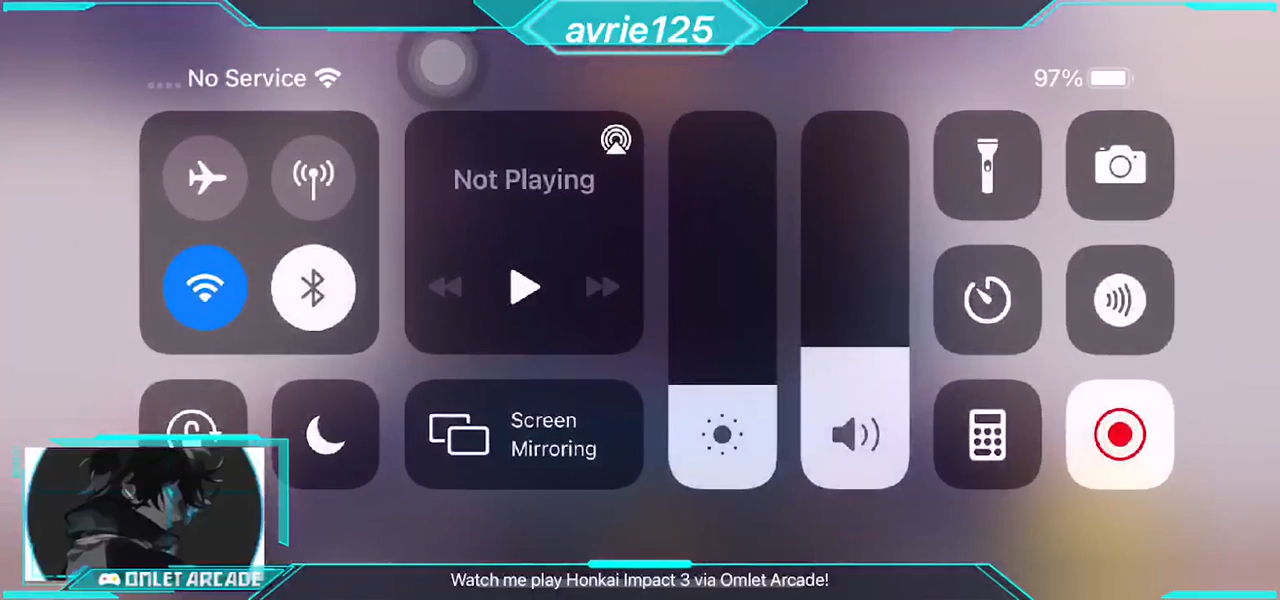 avrie125
No Service
97%
Not Playing
Screen
Mirroring
OMLET ARCADE
Watch me play Honkai Impact 3 via Omlet Arcade!